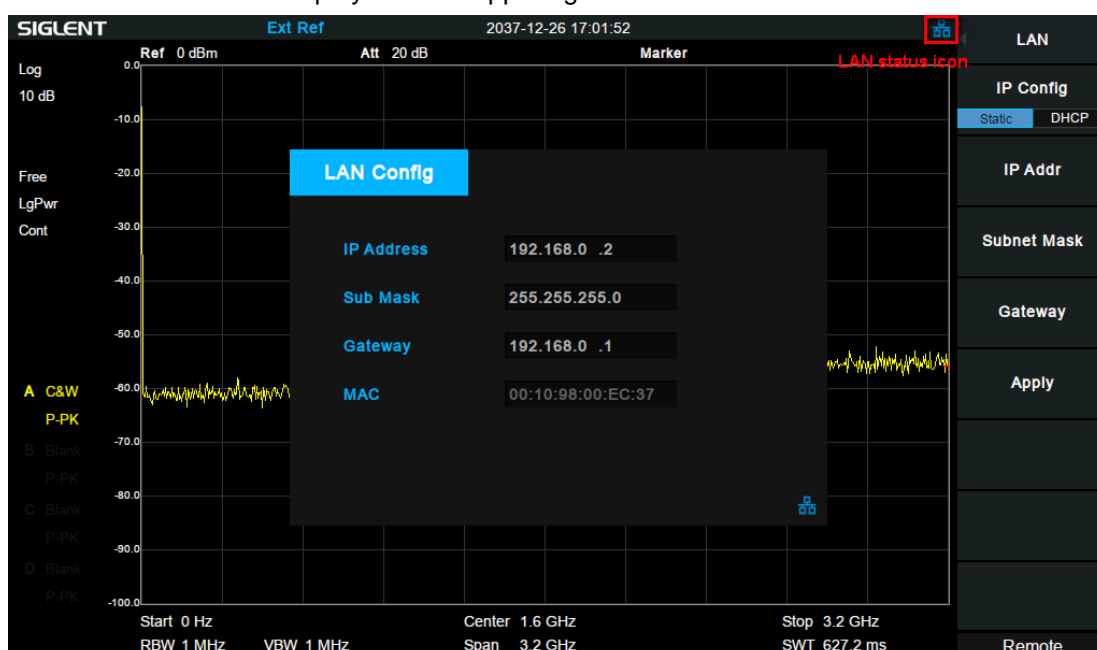 SIGLENT Ext Ref 2037-12-26 17:01:52
LAN
Ref 0 dBm Att 20 dB Marker
LAN status icon
Log
10 dB
0.0
IP Config
Static DHCP
-10.0
Free
LgPwr
Cont
-20.0
LAN Config
IP Addr
-30.0
IP Address 192.168.0 .2
Subnet Mask
-40.0
Sub Mask 255.255.255.0
Gateway
-50.0
Gateway 192.168.0 .1
Apply
A C&W
P-PK
-60.0
MAC 00:10:98:00:EC:37
-70.0
B Blank
P-PK
-80.0
C Blank
P-PK
-90.0
D Blank
P-PK
-100.0
Start 0 Hz Center 1.6 GHz Stop 3.2 GHz
RBW 1 MHz VBW 1 MHz Span 3.2 GHz SWT 627.2 ms Remote